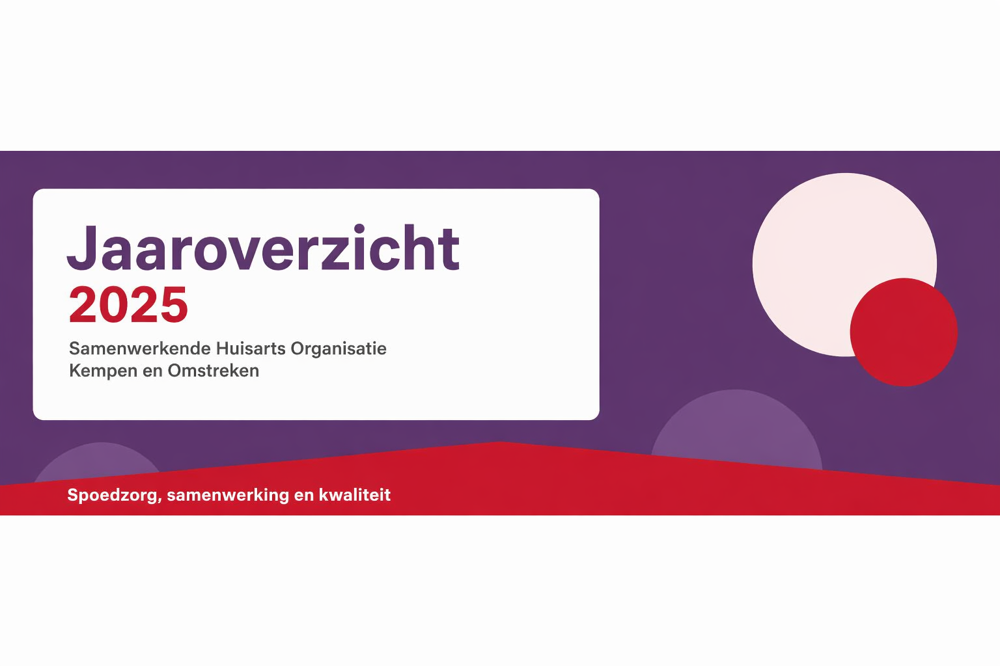 Jaaroverzicht
2025
Samenwerkende Huisarts Organisatie
Kempen en Omstreken
Spoedzorg, samenwerking en kwaliteit